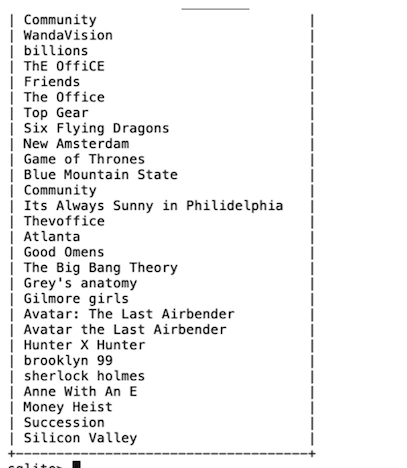 | Community |
| WandaVision |
| billions |
| ThE OffiCE |
| Friends |
| The Office |
| Top Gear |
| Six Flying Dragons |
| New Amsterdam |
| Game of Thrones |
| Blue Mountain State |
| Community |
| Its Always Sunny in Philidelphia |
| Thevoffice |
| Atlanta |
| Good Omens |
| The Big Bang Theory |
| Grey's anatomy |
| Gilmore girls |
| Avatar: The Last Airbender |
| Avatar the Last Airbender |
| Hunter X Hunter |
| brooklyn 99 |
| sherlock holmes |
| Anne With An E |
| Money Heist |
| Succession |
| Silicon Valley |
+------------------------------------+
sqlite>